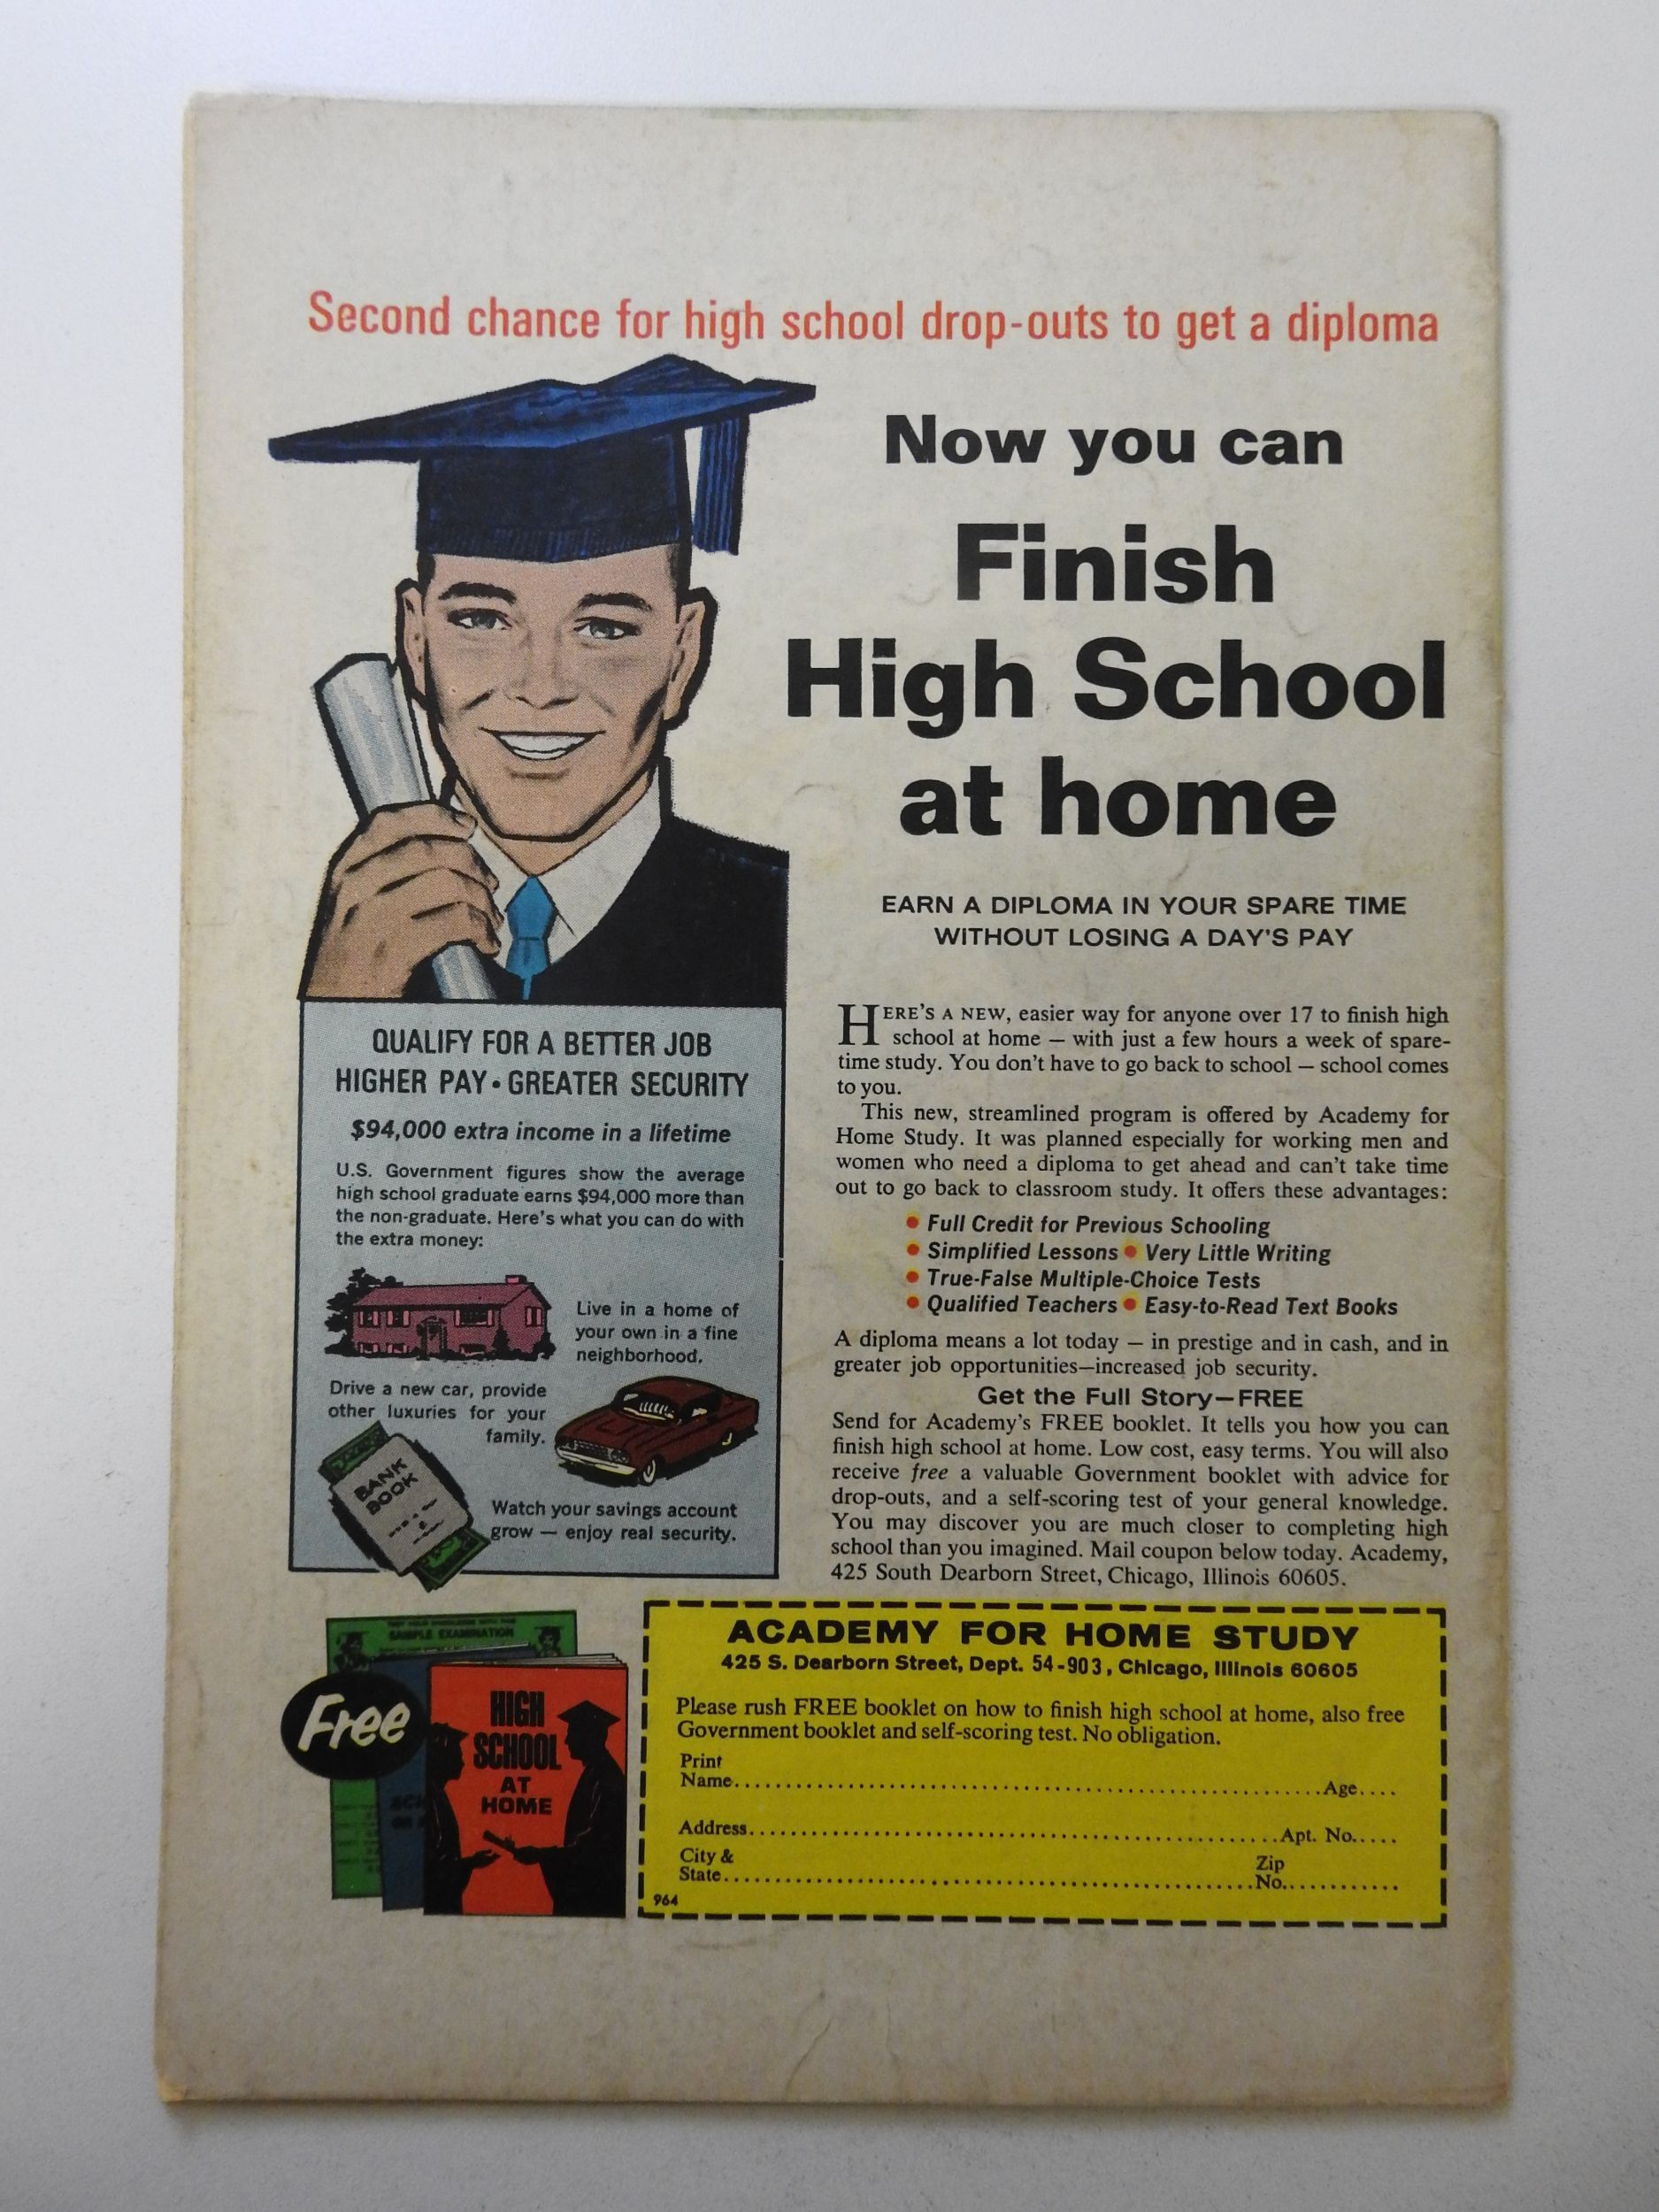 Second chance for high school drop-outs to get a diploma
Now you can
Finish
High School
at home
EARN A DIPLOMA IN YOUR SPARE TIME
WITHOUT LOSING A DAY'S PAY
QUALIFY FOR A BETTER JOB
HIGHER PAY • GREATER SECURITY
$94,000 extra income in a lifetime
U.S. Government figures show the average
high school graduate earns $94,000 more than
the non-graduate. Here's what you can do with
the extra money:
Live in a home of
your own in a fine
neighborhood.
Drive a new car, provide
other luxuries for your
family.
BANK
BOOK
Watch your savings account
grow — enjoy real security.
HERE'S A NEW, easier way for anyone over 17 to finish high
school at home — with just a few hours a week of spare-
time study. You don't have to go back to school — school comes
to you.
This new, streamlined program is offered by Academy for
Home Study. It was planned especially for working men and
women who need a diploma to get ahead and can't take time
out to go back to classroom study. It offers these advantages:
• Full Credit for Previous Schooling
• Simplified Lessons • Very Little Writing
• True-False Multiple-Choice Tests
• Qualified Teachers • Easy-to-Read Text Books
A diploma means a lot today — in prestige and in cash, and in
greater job opportunities—increased job security.
Get the Full Story—FREE
Send for Academy's FREE booklet. It tells you how you can
finish high school at home. Low cost, easy terms. You will also
receive free a valuable Government booklet with advice for
drop-outs, and a self-scoring test of your general knowledge.
You may discover you are much closer to completing high
school than you imagined. Mail coupon below today. Academy,
425 South Dearborn Street, Chicago, Illinois 60605.
SAMPLE EXAMINATION
Free
HIGH
SCHOOL
AT
HOME
ACADEMY FOR HOME STUDY
425 S. Dearborn Street, Dept. 54-903, Chicago, Illinois 60605
Please rush FREE booklet on how to finish high school at home, also free
Government booklet and self-scoring test. No obligation.
Print
Name..........Age....
Address..........Apt. No.....
City &
State..........Zip No..........
964